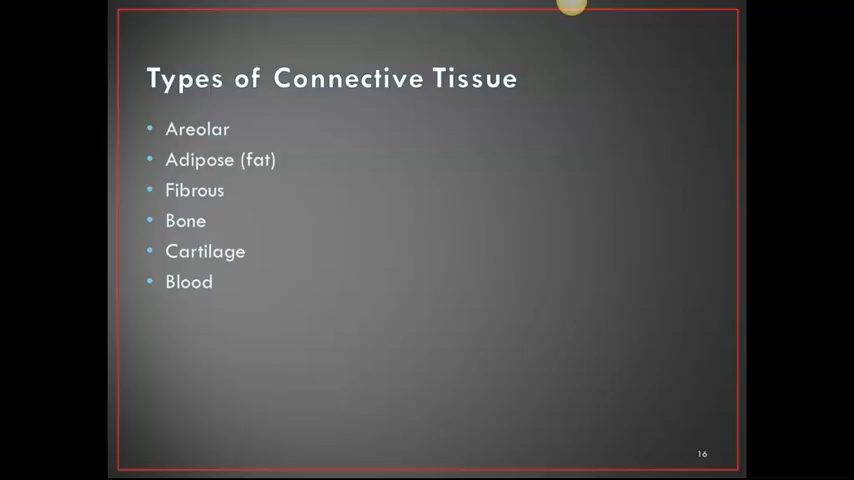 Types of Connective Tissue
• Areolar
• Adipose (fat)
• Fibrous
• Bone
• Cartilage
• Blood
16